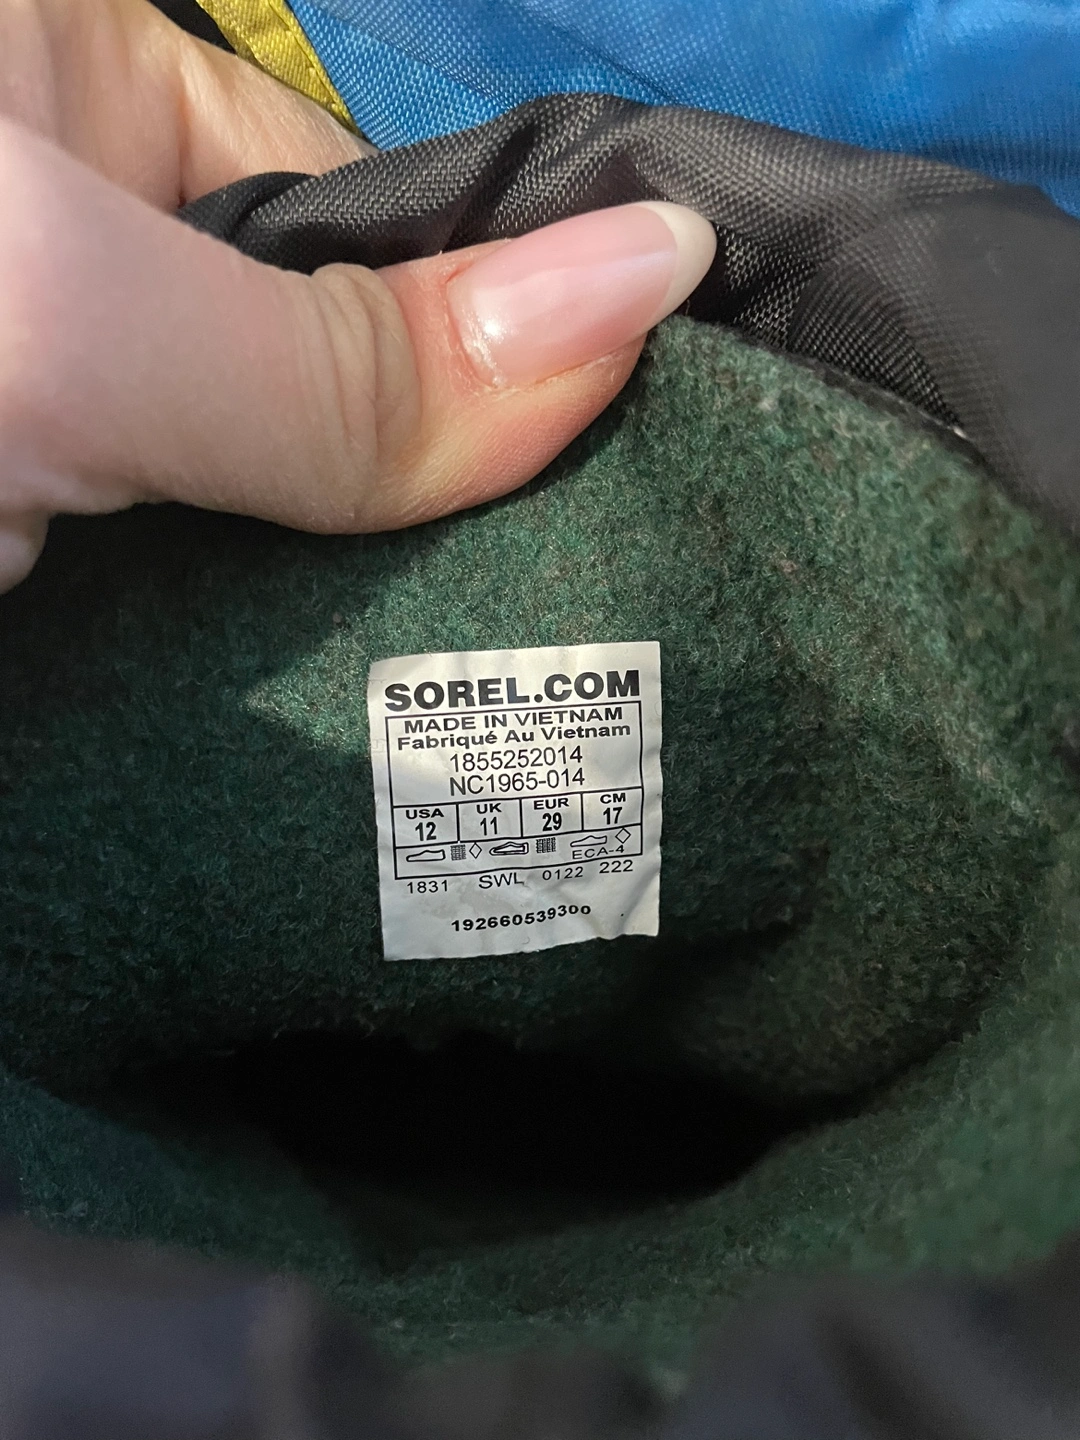 SOREL.COM
MADE IN VIETNAM
Fabriqué Au Vietnam
1855252014
NC1965-014
USA UK EUR CM
12 11 29 17
ECA-4
1831 SWL 0122 222
192660539300